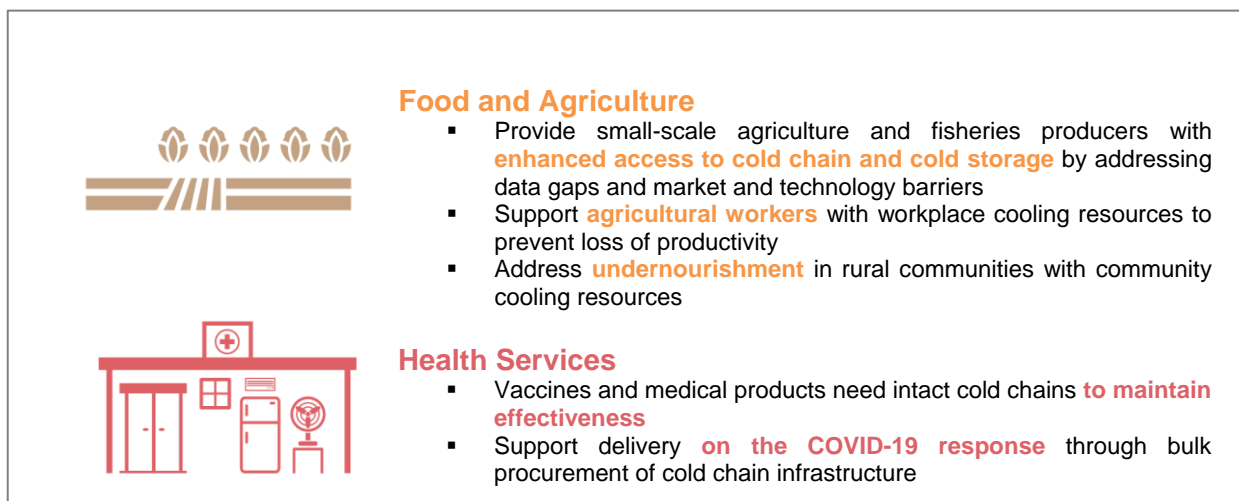 Food and Agriculture
▪ Provide small-scale agriculture and fisheries producers with
enhanced access to cold chain and cold storage by addressing
data gaps and market and technology barriers
▪ Support agricultural workers with workplace cooling resources to
prevent loss of productivity
▪ Address undernourishment in rural communities with community
cooling resources
Health Services
▪ Vaccines and medical products need intact cold chains to maintain
effectiveness
▪ Support delivery on the COVID-19 response through bulk
procurement of cold chain infrastructure